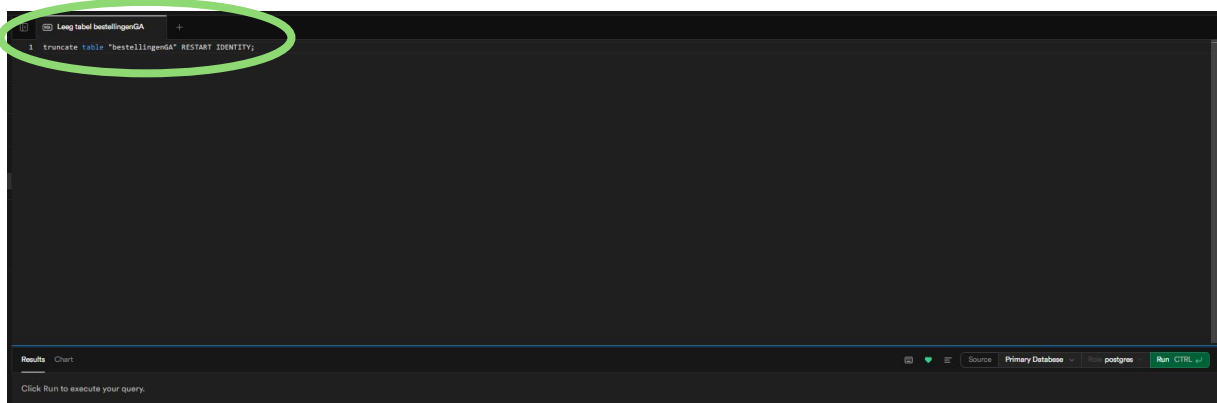 Leeg tabel bestellingenGA +
1 truncate table "bestellingenGA" RESTART IDENTITY;
Results Chart
Source Primary Database Role postgres Run CTRL ↵
Click Run to execute your query.